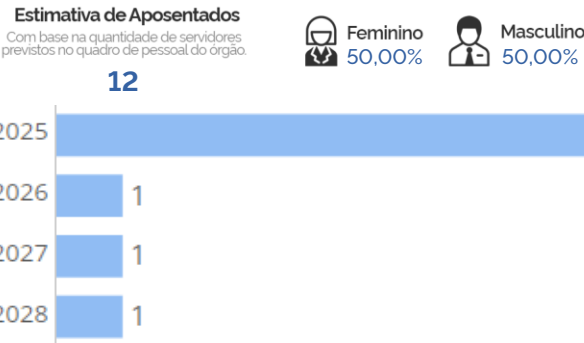 Estimativa de Aposentados
Com base na quantidade de servidores
previstos no quadro de pessoal do órgão.
12
Feminino
50,00%
Masculino
50,00%
2025
2026 1
2027 1
2028 1